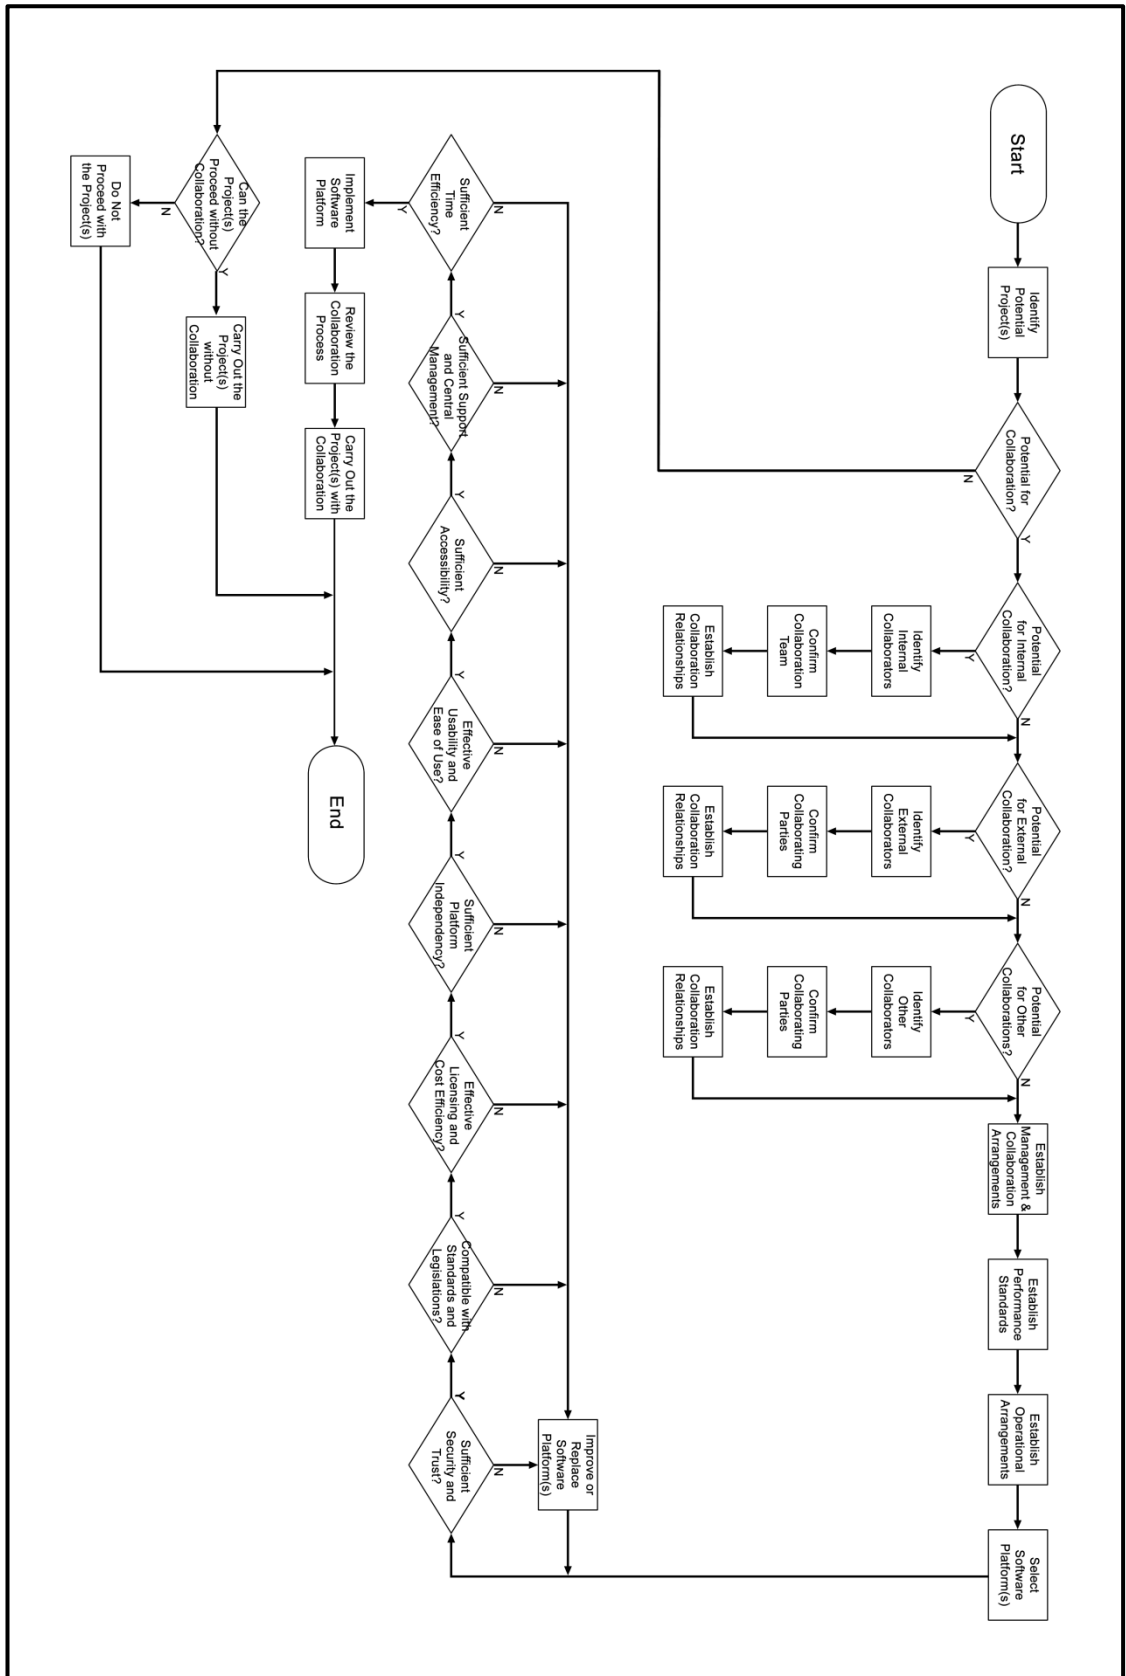 Start
Identify
Potential
Project(s)
Potential for
Collaboration?
Y
N
Potential
for Internal
Collaboration?
N
Y
Identify
Internal
Collaborators
Confirm
Collaboration
Team
Establish
Collaboration
Relationships
Potential
for External
Collaboration?
N
Y
Identify
External
Collaborators
Confirm
Collaborating
Parties
Establish
Collaboration
Relationships
Potential
for Other
Collaborations?
N
Y
Identify
Other
Collaborators
Confirm
Collaborating
Parties
Establish
Collaboration
Relationships
Establish
Management &
Collaboration
Arrangements
Establish
Performance
Standards
Establish
Operational
Arrangements
Select
Software
Platform(s)
Improve or
Replace
Software
Platform(s)
Sufficient
Security and
Trust?
N
Y
Compatible with
Standards and
Legislations?
N
Y
Effective
Licensing and
Cost Efficiency?
N
Y
Sufficient
Platform
Independency?
N
Y
Effective
Usability and
Ease of Use?
N
Y
Sufficient
Accessibility?
N
Y
Sufficient Support
and Central
Management?
N
Y
Sufficient
Time
Efficiency?
N
Y
Implement
Software
Platform
Review the
Collaboration
Process
Carry Out the
Project(s) with
Collaboration
End
Can the
Project(s)
Proceed without
Collaboration?
Y
N
Carry Out the
Project(s)
without
Collaboration
Do Not
Proceed with
the Project(s)